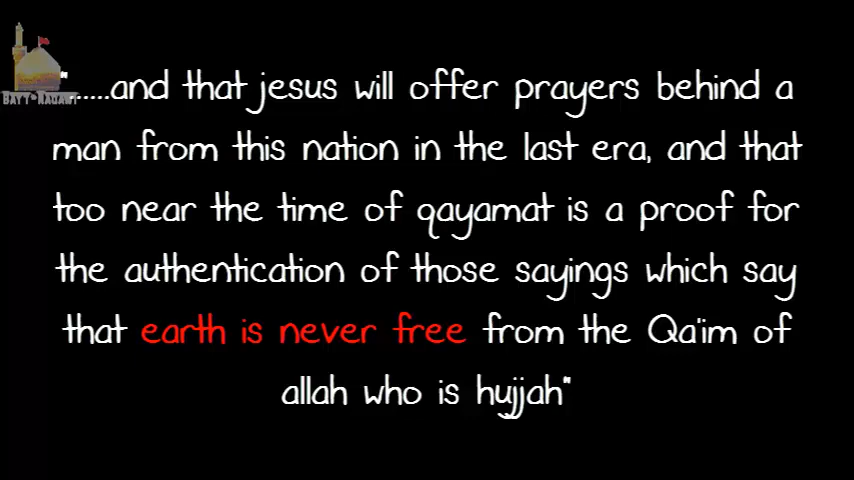 "......and that jesus will offer prayers behind a
man from this nation in the last era, and that
too near the time of qayamat is a proof for
the authentication of those sayings which say
that earth is never free from the Qa'im of
allah who is hujjah"